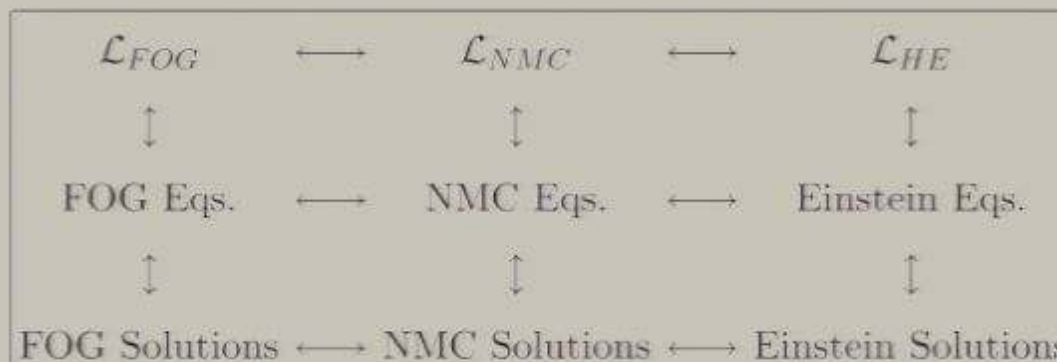 ℒ_FOG ⟷ ℒ_NMC ⟷ ℒ_HE
↕ ↕ ↕
FOG Eqs. ⟷ NMC Eqs. ⟷ Einstein Eqs.
↕ ↕ ↕
FOG Solutions ⟷ NMC Solutions ⟷ Einstein Solutions